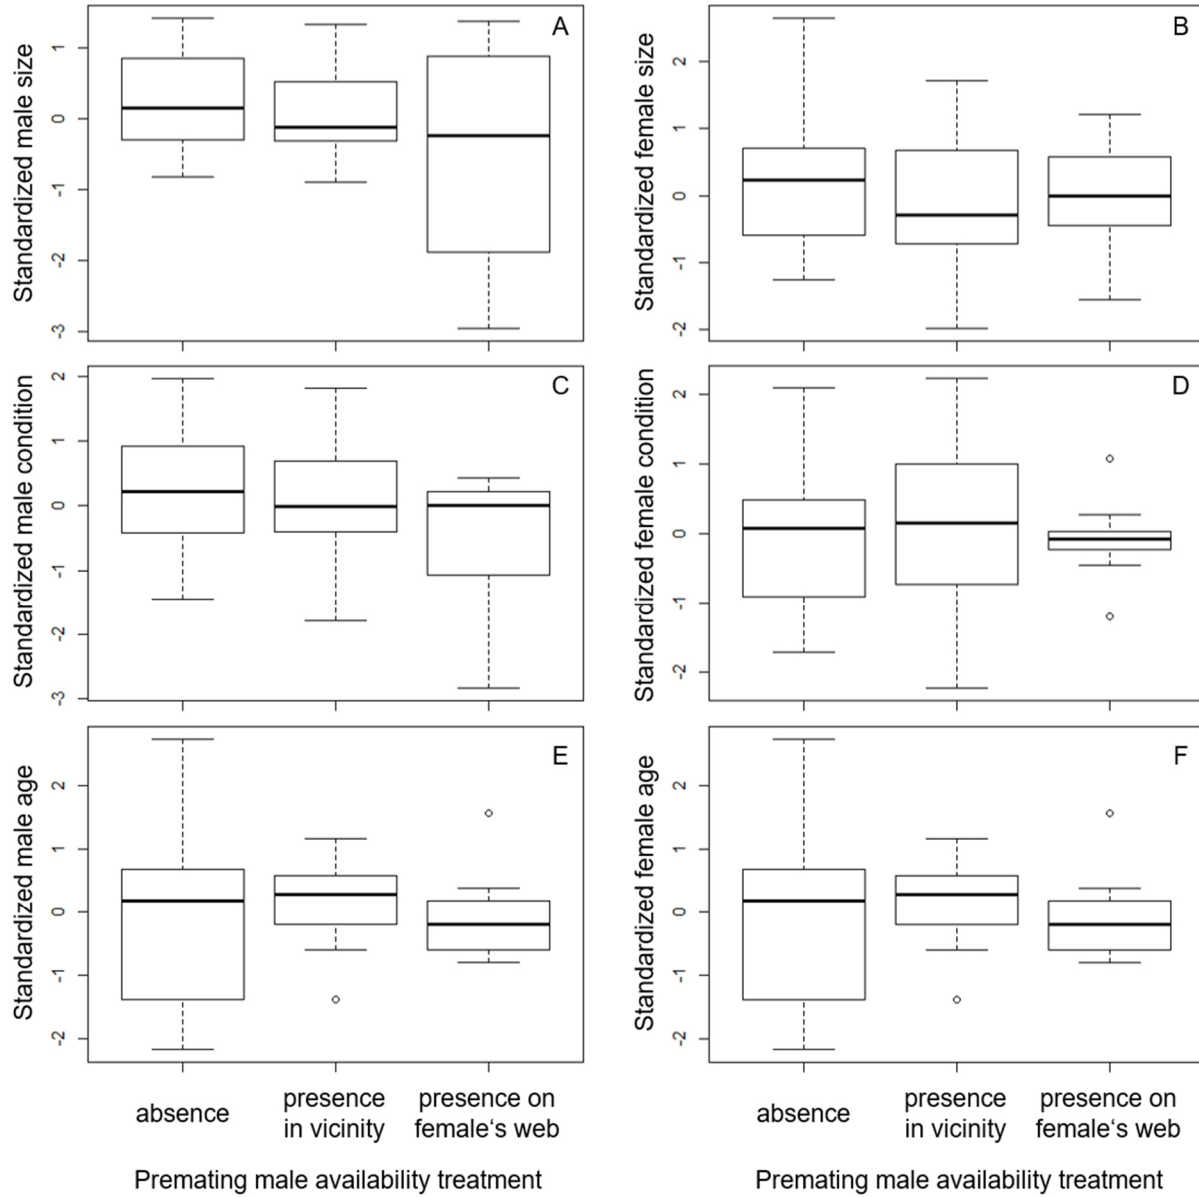 A
Standardized male size
1
0
-1
-2
-3
B
Standardized female size
2
1
0
-1
-2
C
Standardized male condition
2
1
0
-1
-2
-3
D
Standardized female condition
2
1
0
-1
-2
E
Standardized male age
2
1
0
-1
-2
F
Standardized female age
2
1
0
-1
-2
absence
presence
in vicinity
presence on
female‘s web
Premating male availability treatment
absence
presence
in vicinity
presence on
female‘s web
Premating male availability treatment